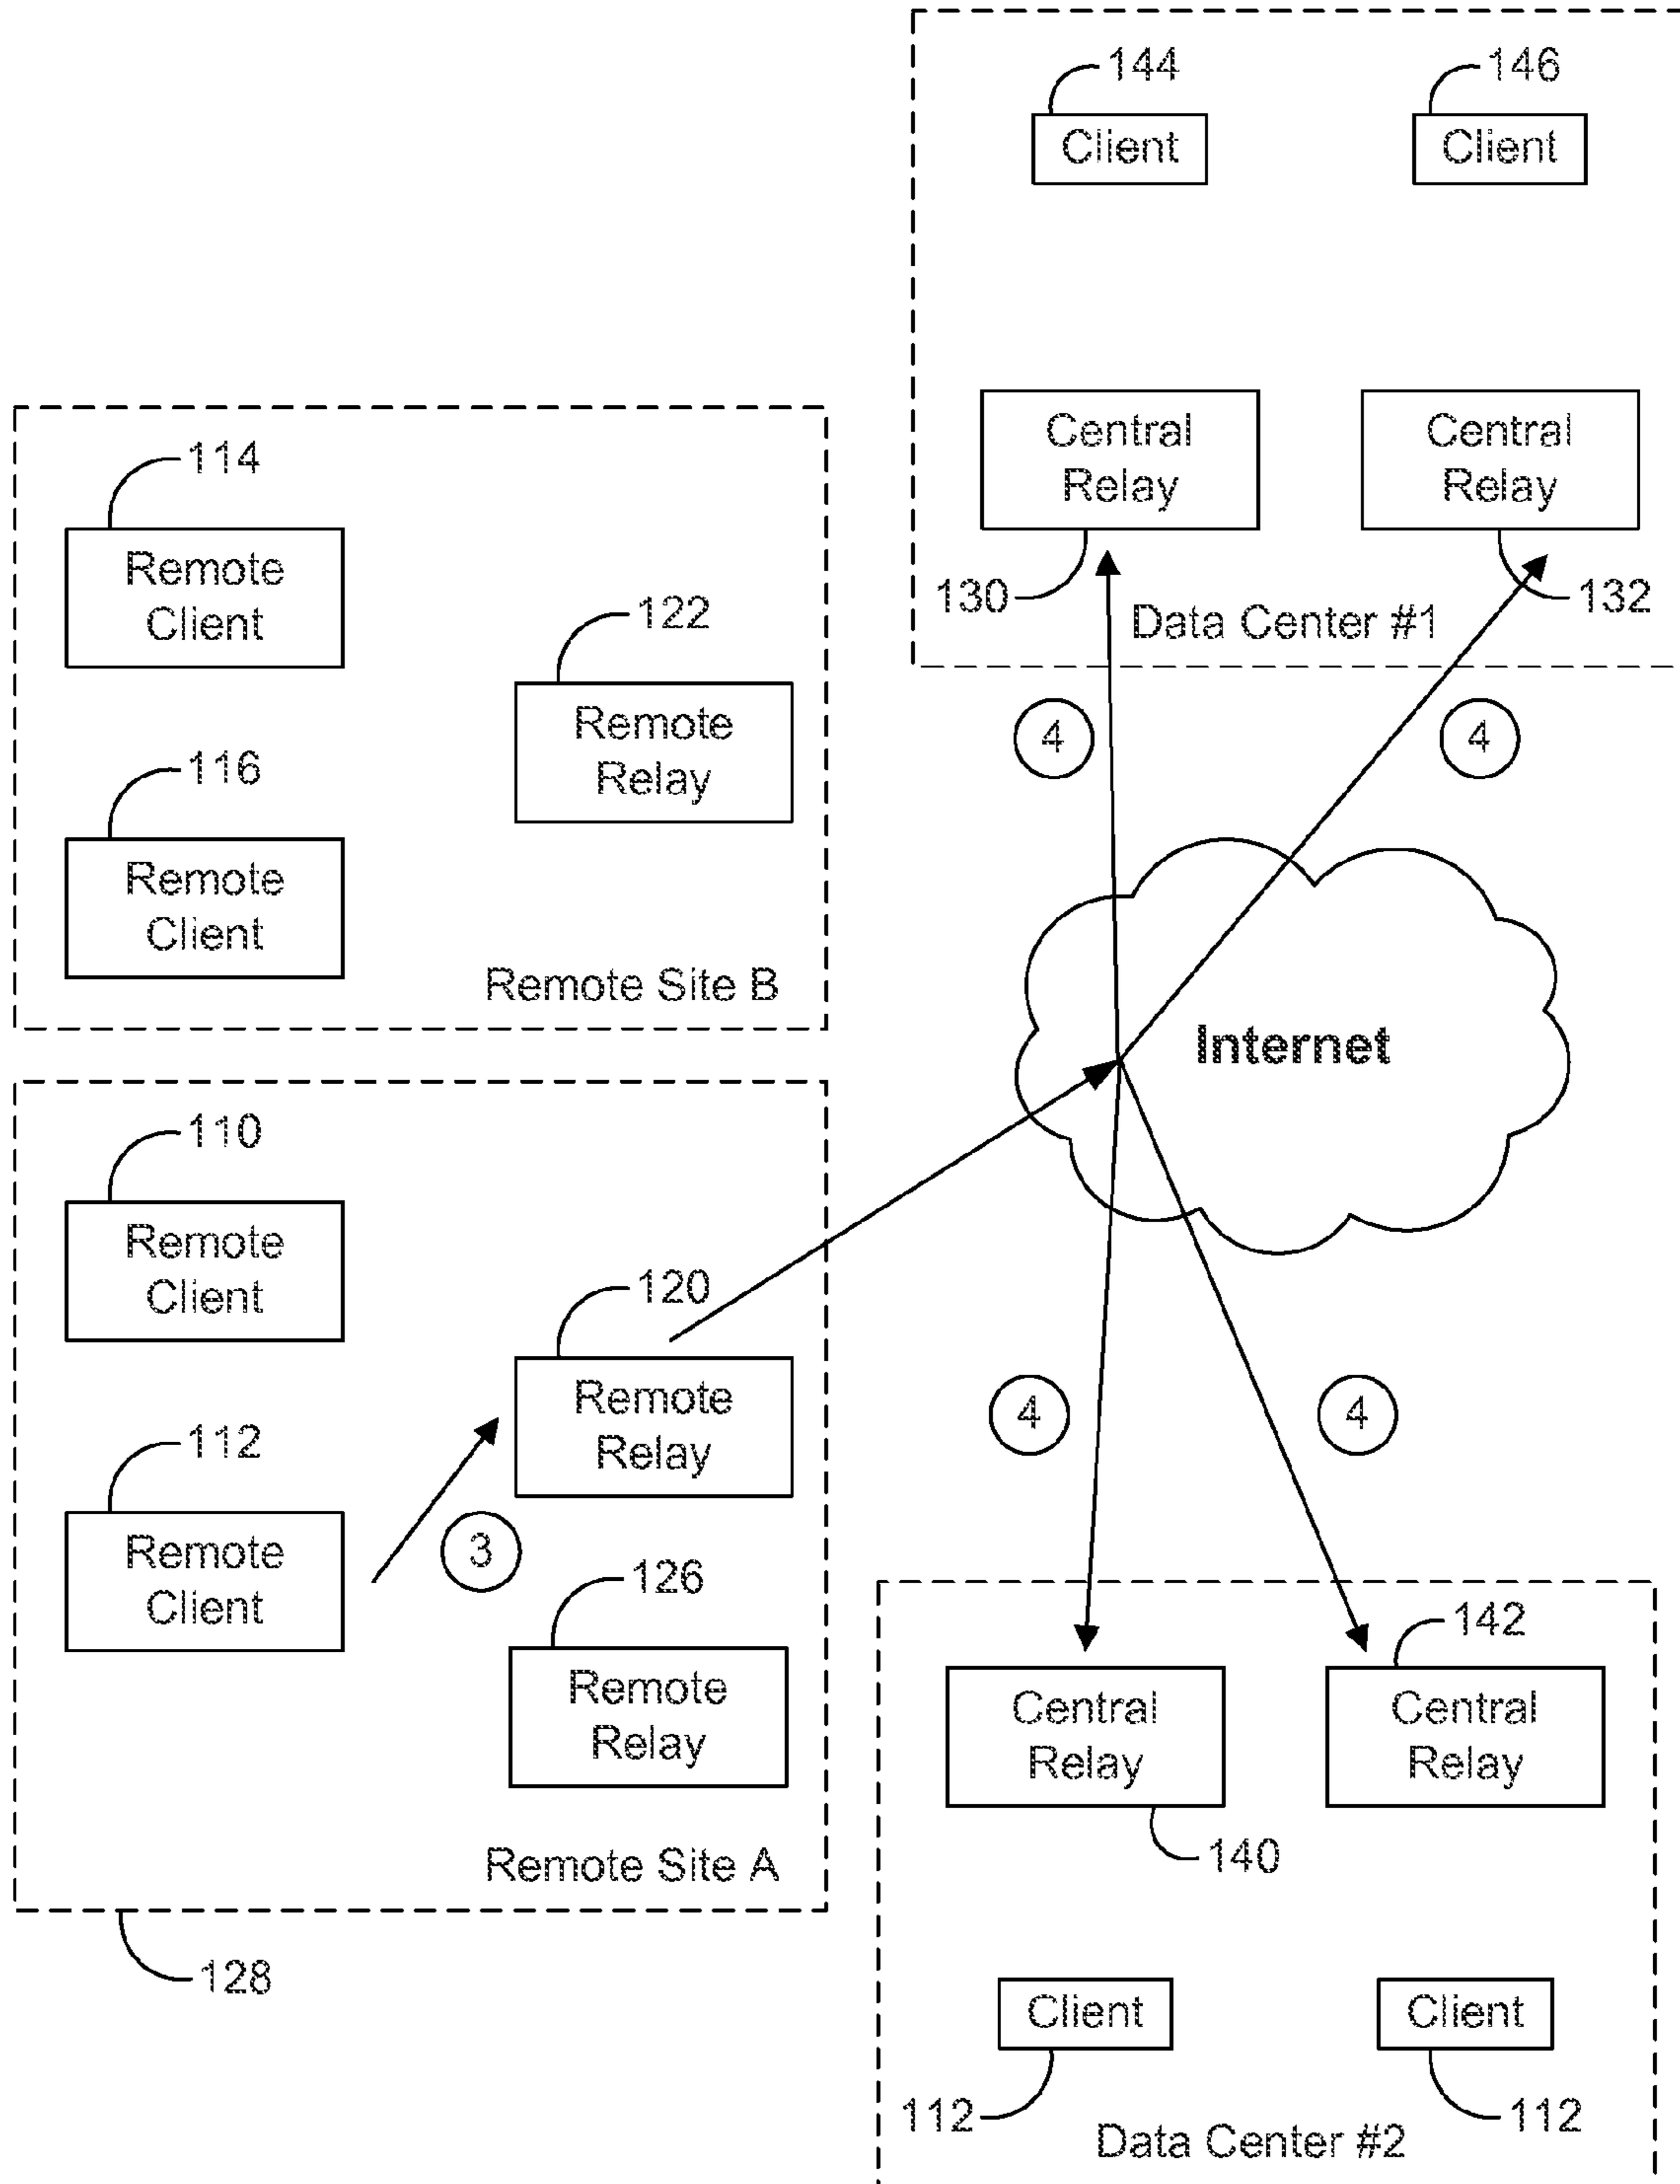 144
146
Client
Client
Central
Relay
Central
Relay
130
132
Data Center #1
114
Remote
Client
122
Remote
Relay
116
Remote
Client
Remote Site B
4
4
Internet
110
Remote
Client
120
Remote
Relay
112
Remote
Client
3
126
Remote
Relay
Remote Site A
128
4
4
142
Central
Relay
Central
Relay
140
Client
Client
112
112
Data Center #2